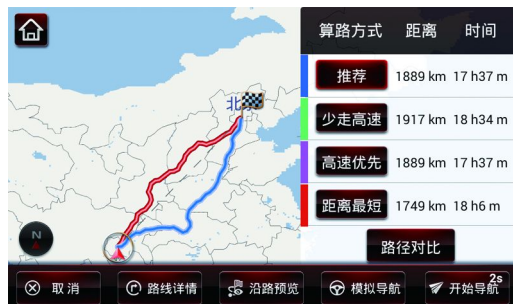 算路方式 距离 时间
北
推荐 1889 km 17 h37 m
少走高速 1917 km 18 h34 m
高速优先 1889 km 17 h37 m
距离最短 1749 km 18 h6 m
N
路径对比
取消 路线详情 沿路预览 模拟导航 开始导航 2s